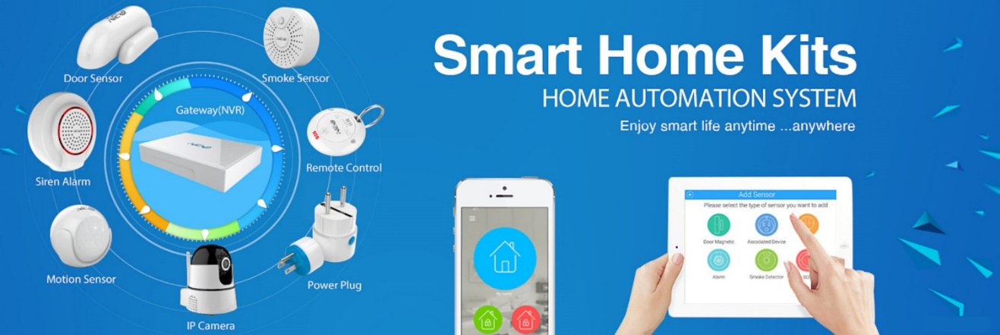 Smart Home Kits
HOME AUTOMATION SYSTEM
Enjoy smart life anytime ...anywhere
Door Sensor
Smoke Sensor
Gateway(NVR)
Siren Alarm
SOS
Remote Control
Motion Sensor
Power Plug
IP Camera
Add Sensor
Please select the type of sensor you want to add
Door Magnetic
Associated Device
Alarm
Smoke Detector